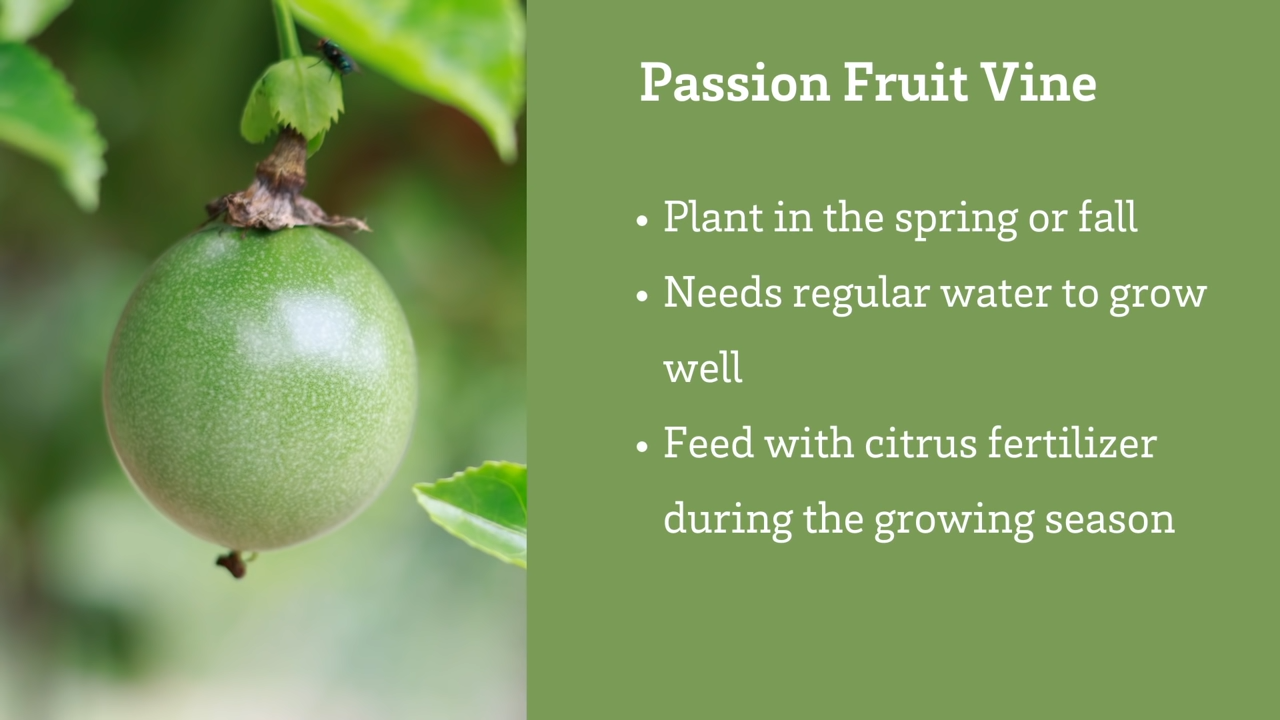 Passion Fruit Vine
• Plant in the spring or fall
• Needs regular water to grow
well
• Feed with citrus fertilizer
during the growing season